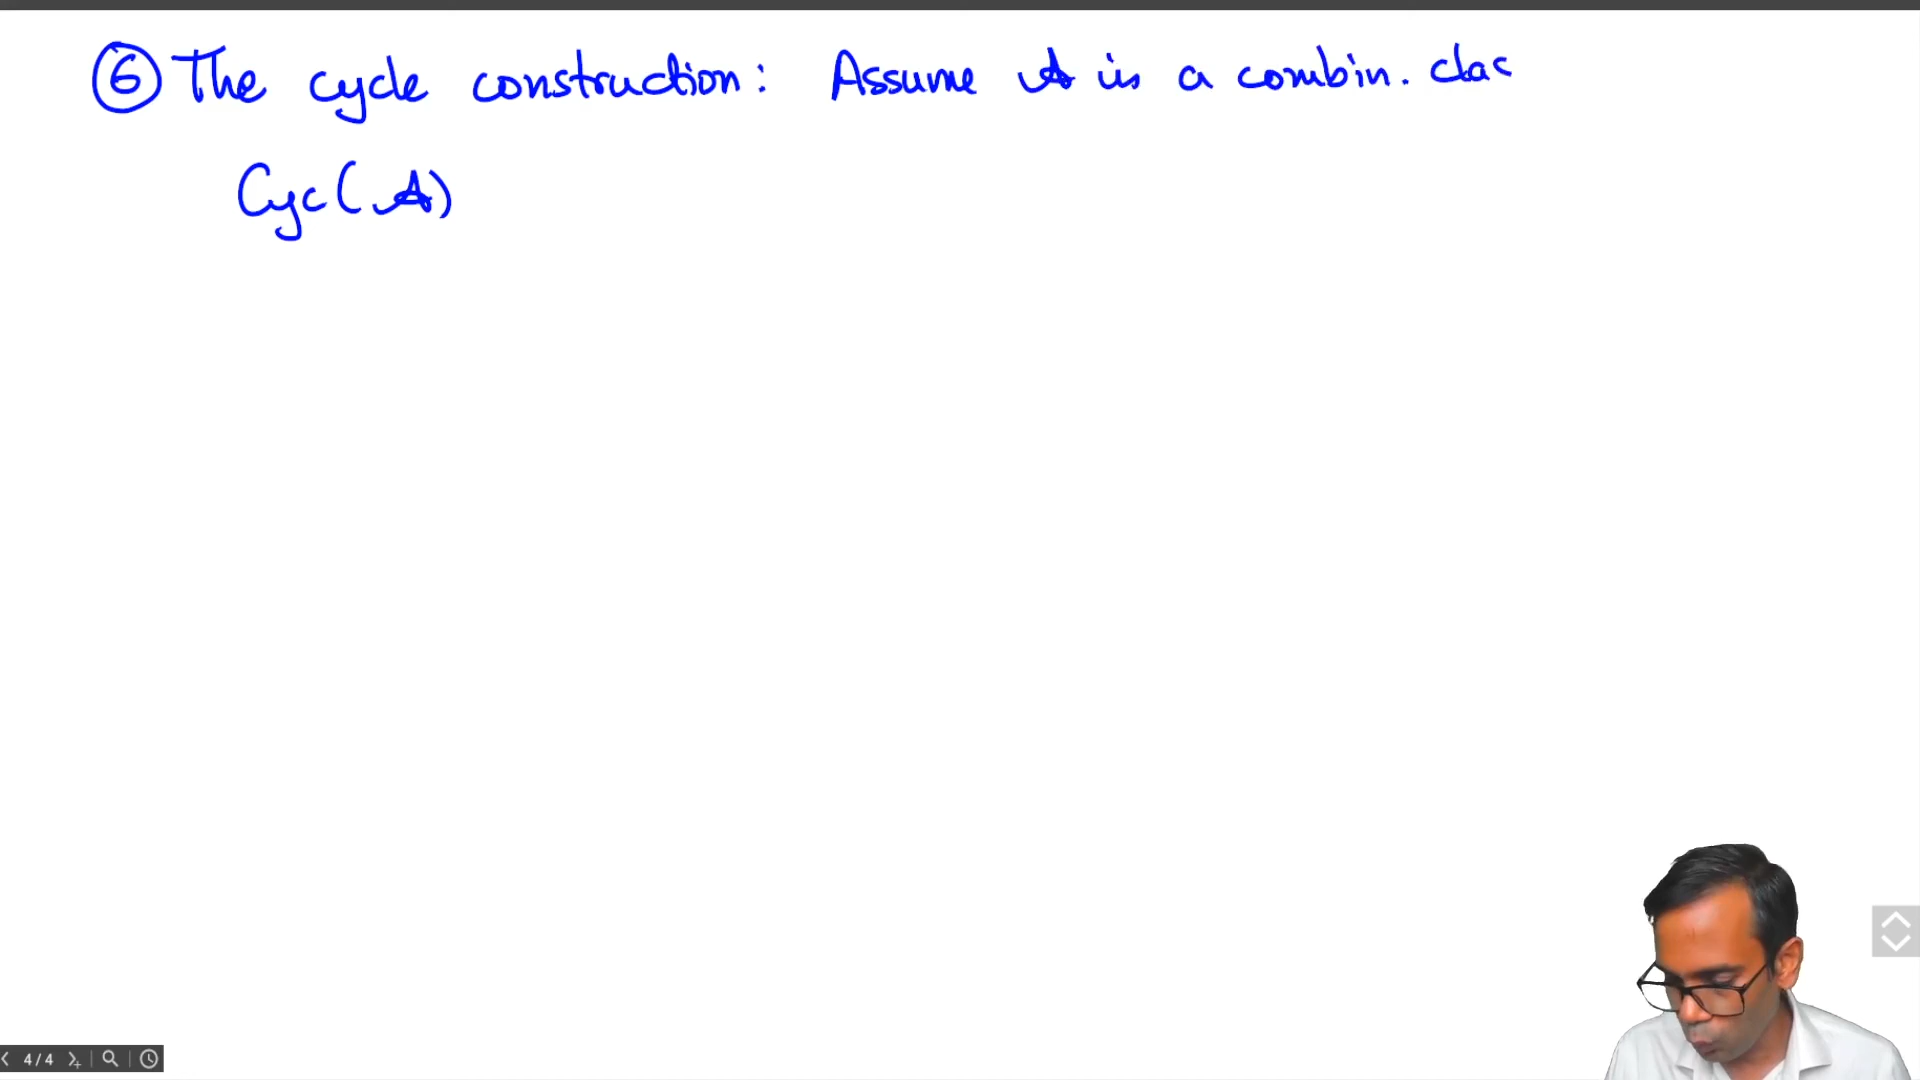 ⑥ The cycle construction: Assume 𝒜 is a combin. clas
Cyc(𝒜)
4/4